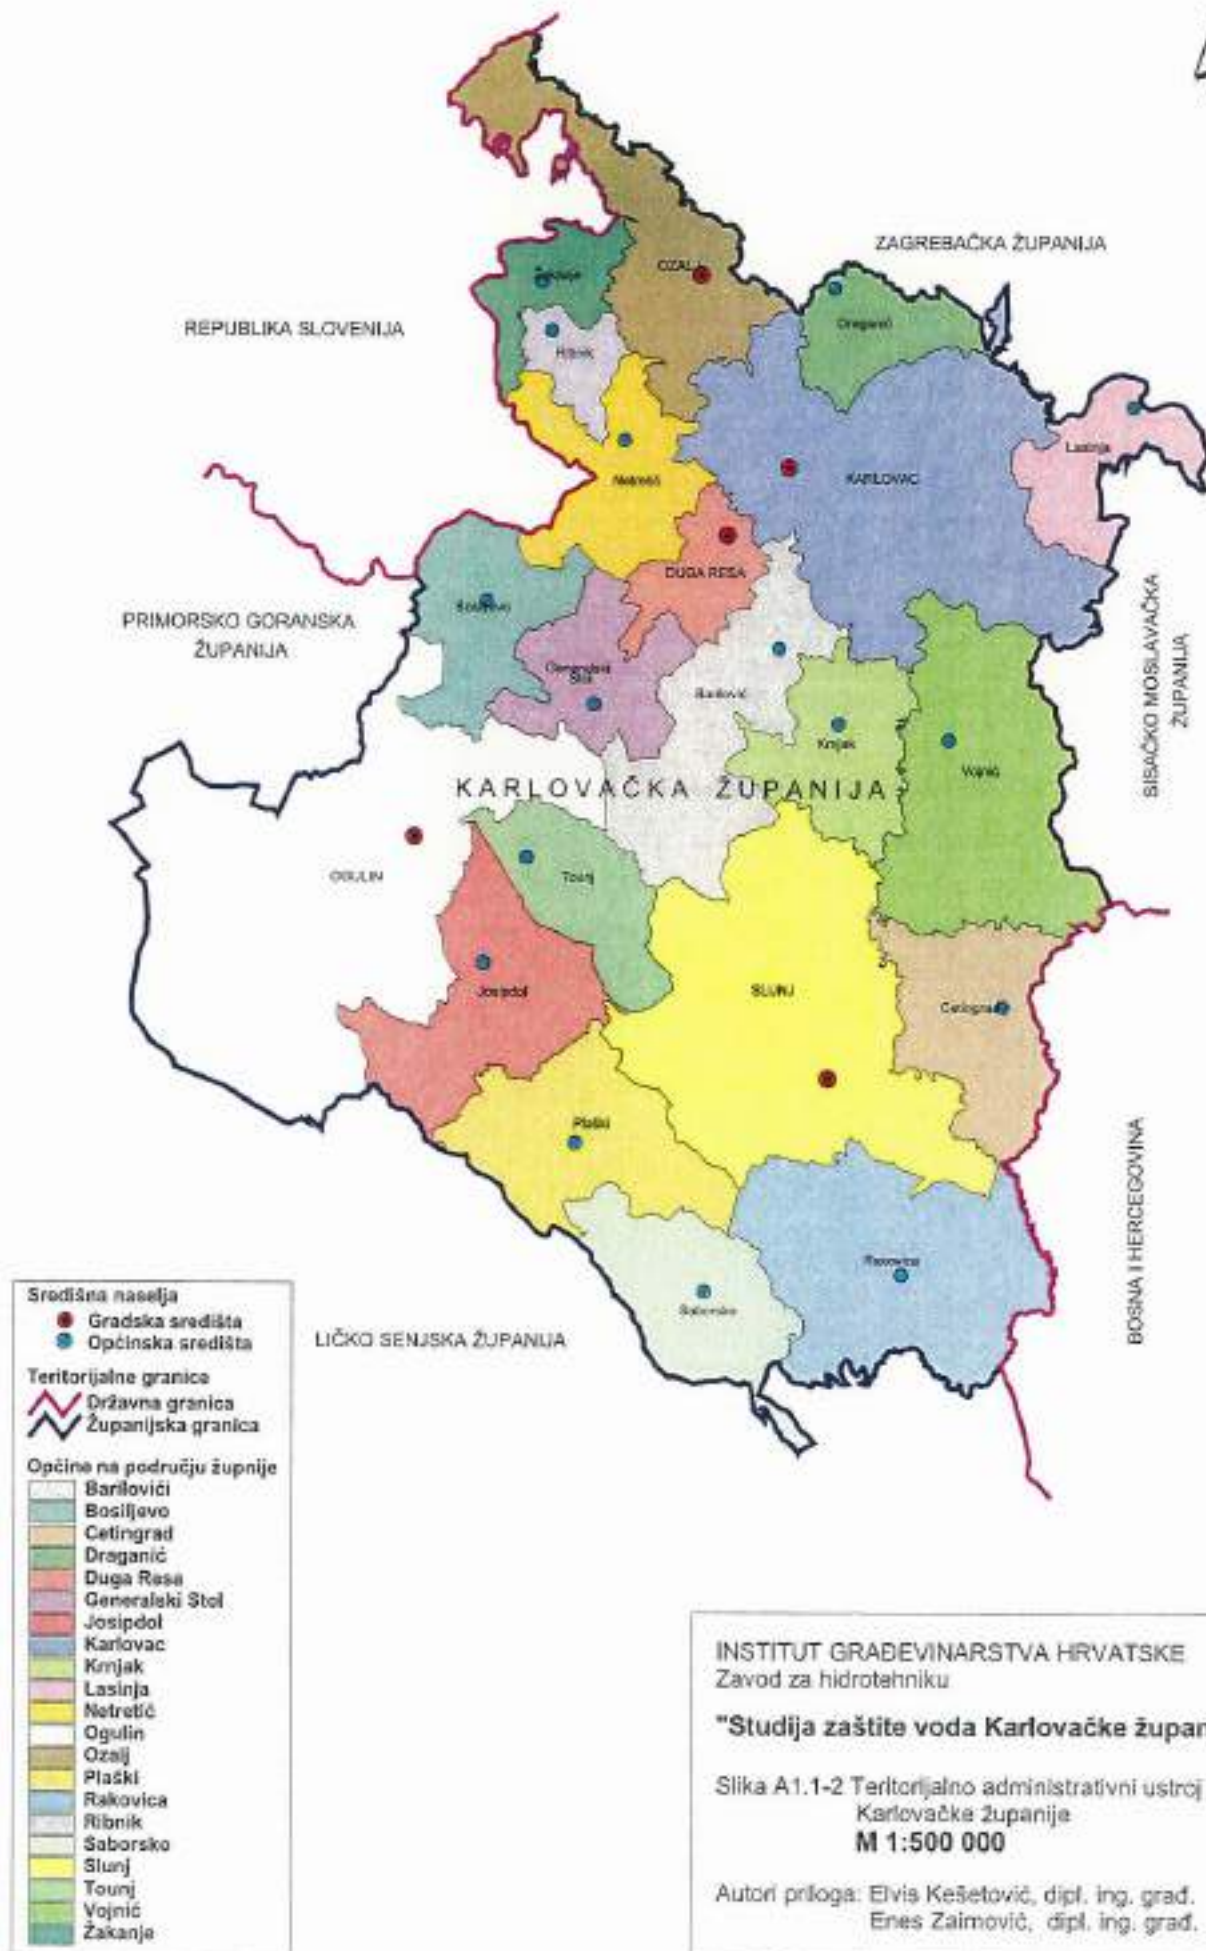 ZAGREBAČKA ŽUPANIJA
REPUBLIKA SLOVENIJA
OZALJ
Draganić
Ribnik
Lasinja
Netretić
KARLOVAC
DUGA RESA
PRIMORSKO GORANSKA
ŽUPANIJA
SISAČKO MOSLAVAČKA
ŽUPANIJA
Bosiljevo
Generalski
Stol
Barilović
Krnjak
Vojnić
KARLOVAČKA ŽUPANIJA
OGULIN
Tounj
Josipdol
SLUNJ
Cetingrad
Plaški
BOSNA I HERCEGOVINA
Rakovica
Saborsko
LIČKO SENJSKA ŽUPANIJA
Središna naselja
Gradska središta
Općinska središta
Teritorijalne granice
Državna granica
Županijska granica
Općine na području župnije
Barilovići
Bosiljevo
Cetingrad
Draganić
Duga Resa
Generalski Stol
Josipdol
Karlovac
Krnjak
Lasinja
Netretić
Ogulin
Ozalj
Plaški
Rakovica
Ribnik
Saborsko
Slunj
Tounj
Vojnić
Žakanje
INSTITUT GRAĐEVINARSTVA HRVATSKE
Zavod za hidrotehniku
"Studija zaštite voda Karlovačke župan
Slika A1.1-2 Teritorijalno administrativni ustroj
Karlovačke županije
M 1:500 000
Autori priloga: Elvis Kešetović, dipl. ing. građ.
Enes Zaimović, dipl. ing. građ.